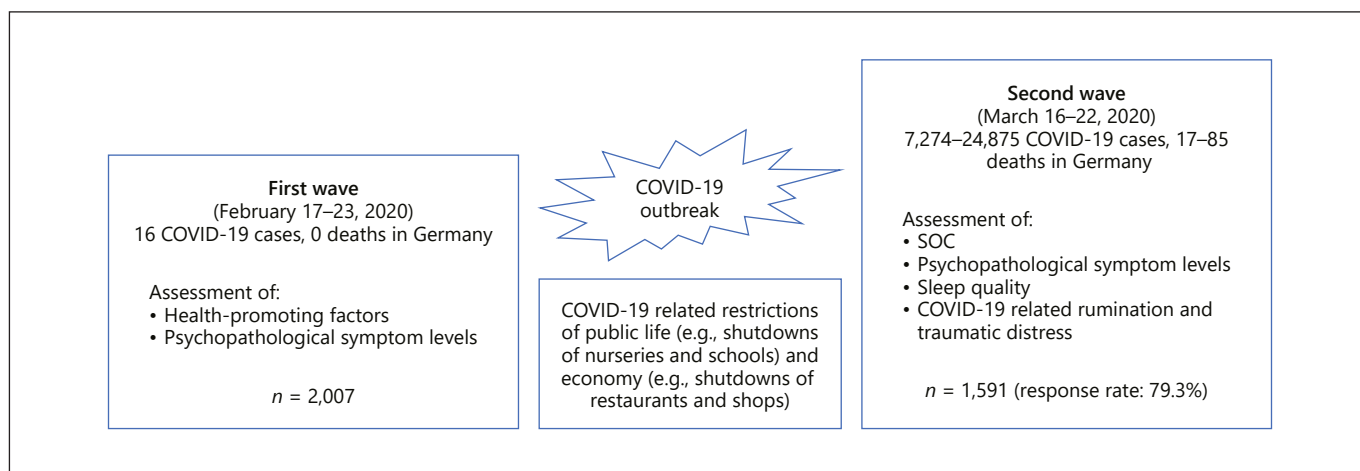 First wave
(February 17–23, 2020)
16 COVID-19 cases, 0 deaths in Germany
Assessment of:
• Health-promoting factors
• Psychopathological symptom levels
n = 2,007
COVID-19
outbreak
COVID-19 related restrictions
of public life (e.g., shutdowns
of nurseries and schools) and
economy (e.g., shutdowns of
restaurants and shops)
Second wave
(March 16–22, 2020)
7,274–24,875 COVID-19 cases, 17–85
deaths in Germany
Assessment of:
• SOC
• Psychopathological symptom levels
• Sleep quality
• COVID-19 related rumination and
traumatic distress
n = 1,591 (response rate: 79.3%)